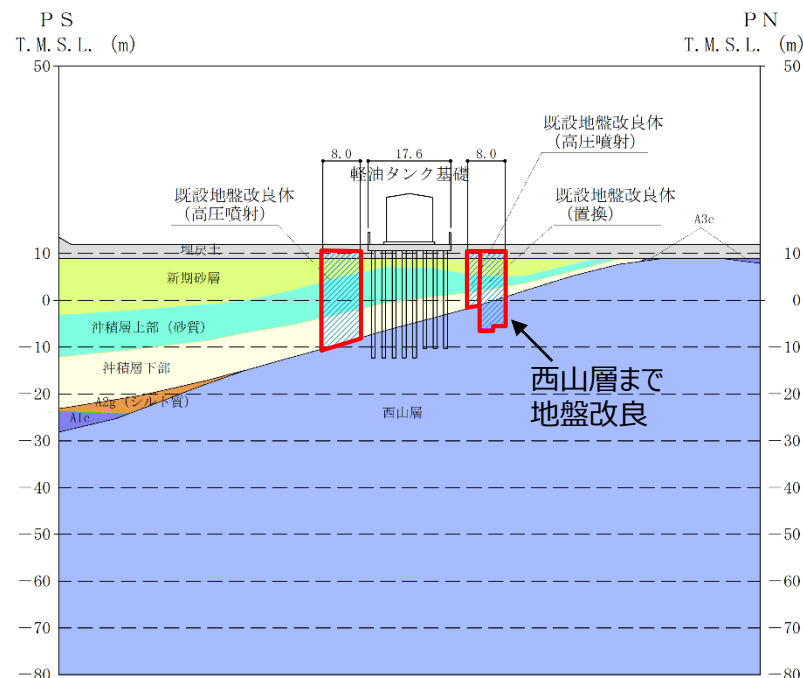 PS
T.M.S.L. (m)
PN
T.M.S.L. (m)
50
50
既設地盤改良体
(高圧噴射)
8.0
17.6
8.0
軽油タンク基礎
既設地盤改良体
(高圧噴射)
既設地盤改良体
(置換)
A3c
10
埋戻土
10
新期砂層
0
0
沖積層上部(砂質)
-10
-10
沖積層下部
西山層まで
地盤改良
-20
-20
A2g(シルト質)
A1c
西山層
-30
-30
-40
-40
-50
-50
-60
-60
-70
-70
-80
-80